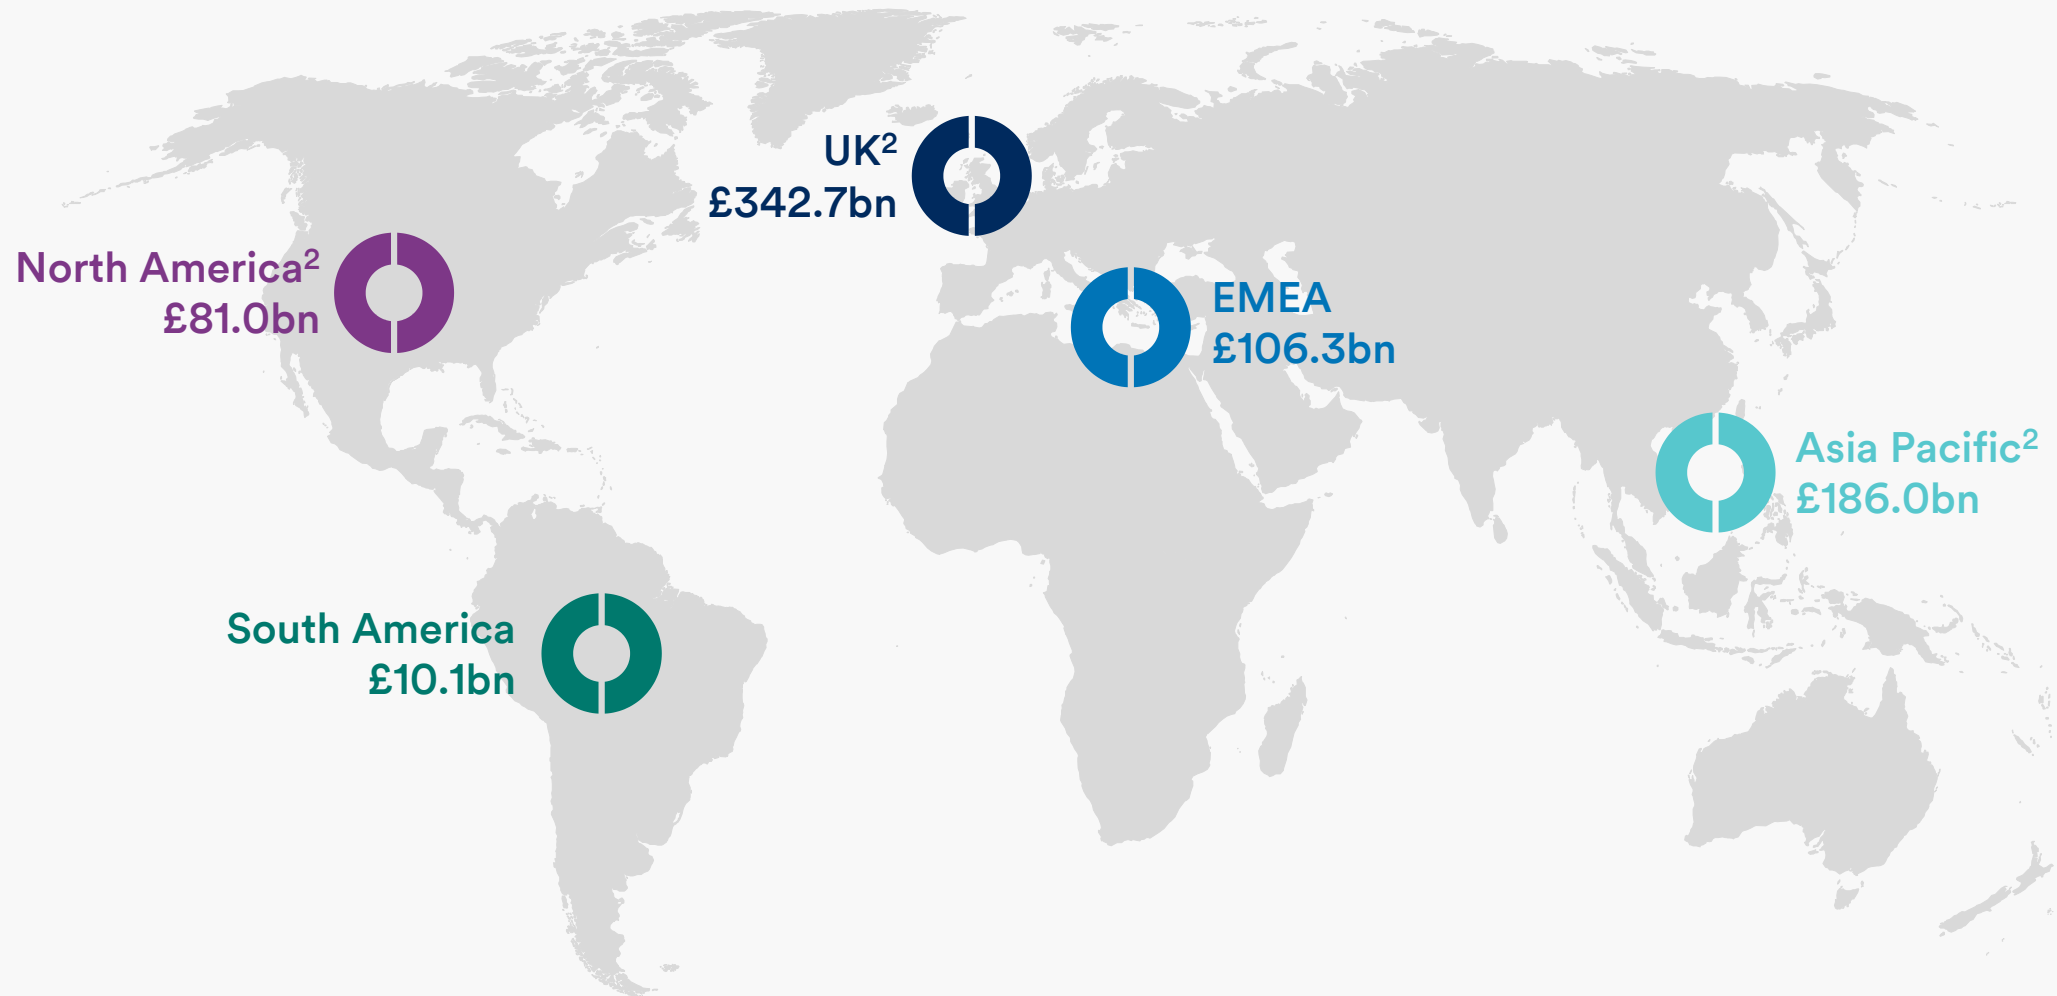 UK²
£342.7bn
North America²
£81.0bn
EMEA
£106.3bn
Asia Pacific²
£186.0bn
South America
£10.1bn